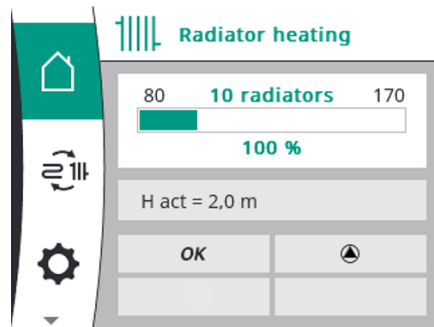 Radiator heating
80 10 radiators 170
100 %
H act = 2,0 m
OK